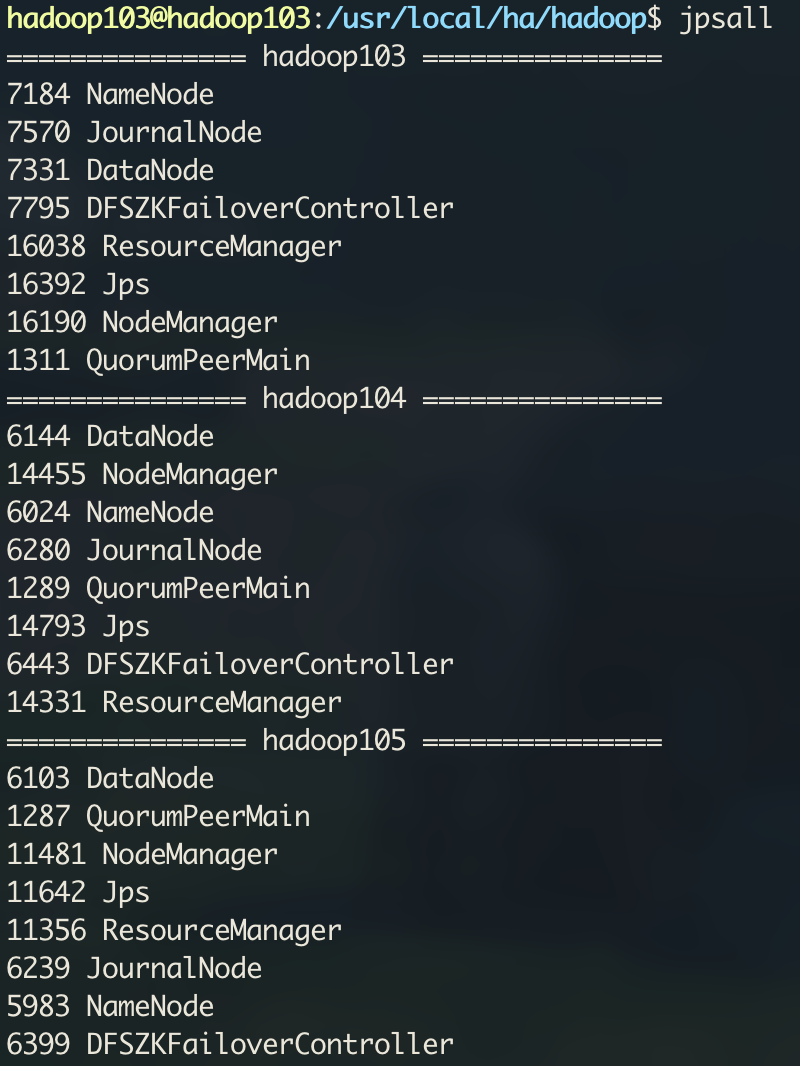 hadoop103@hadoop103:/usr/local/ha/hadoop$ jpsall
=============== hadoop103 ===============
7184 NameNode
7570 JournalNode
7331 DataNode
7795 DFSZKFailoverController
16038 ResourceManager
16392 Jps
16190 NodeManager
1311 QuorumPeerMain
=============== hadoop104 ===============
6144 DataNode
14455 NodeManager
6024 NameNode
6280 JournalNode
1289 QuorumPeerMain
14793 Jps
6443 DFSZKFailoverController
14331 ResourceManager
=============== hadoop105 ===============
6103 DataNode
1287 QuorumPeerMain
11481 NodeManager
11642 Jps
11356 ResourceManager
6239 JournalNode
5983 NameNode
6399 DFSZKFailoverController